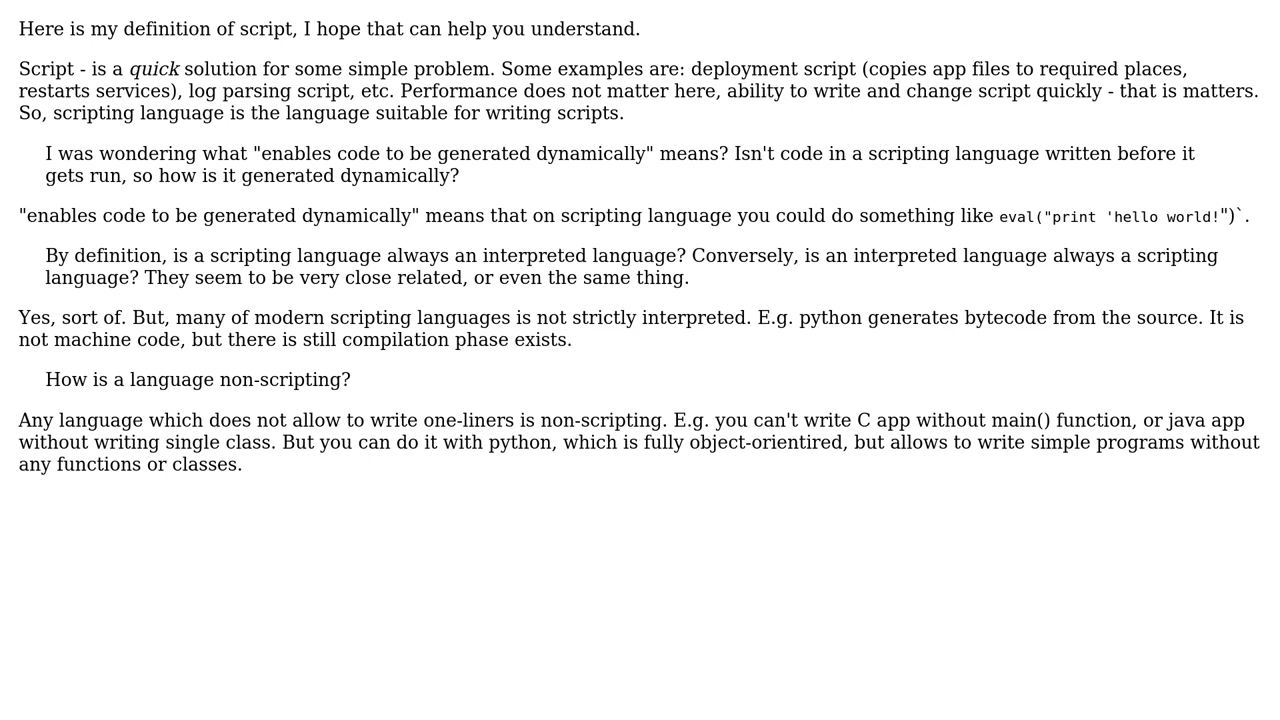 Here is my definition of script, I hope that can help you understand.
Script - is a quick solution for some simple problem. Some examples are: deployment script (copies app files to required places,
restarts services), log parsing script, etc. Performance does not matter here, ability to write and change script quickly - that is matters.
So, scripting language is the language suitable for writing scripts.
I was wondering what "enables code to be generated dynamically" means? Isn't code in a scripting language written before it
gets run, so how is it generated dynamically?
"enables code to be generated dynamically" means that on scripting language you could do something like eval("print 'hello world!")`.
By definition, is a scripting language always an interpreted language? Conversely, is an interpreted language always a scripting
language? They seem to be very close related, or even the same thing.
Yes, sort of. But, many of modern scripting languages is not strictly interpreted. E.g. python generates bytecode from the source. It is
not machine code, but there is still compilation phase exists.
How is a language non-scripting?
Any language which does not allow to write one-liners is non-scripting. E.g. you can't write C app without main() function, or java app
without writing single class. But you can do it with python, which is fully object-orientired, but allows to write simple programs without
any functions or classes.